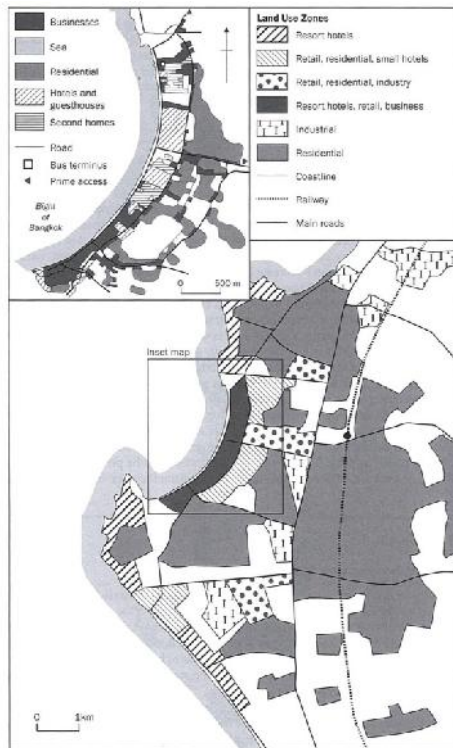 Businesses
Sea
Residential
Hotels and
guesthouses
Second homes
Road
Bus terminus
Prime access
Bight
of
Bangkok
0 500 m
Land Use Zones
Resort hotels
Retail, residential, small hotels
Retail, residential, industry
Resort hotels, retail, business
Industrial
Residential
Coastline
Railway
Main roads
Inset map
0 1km